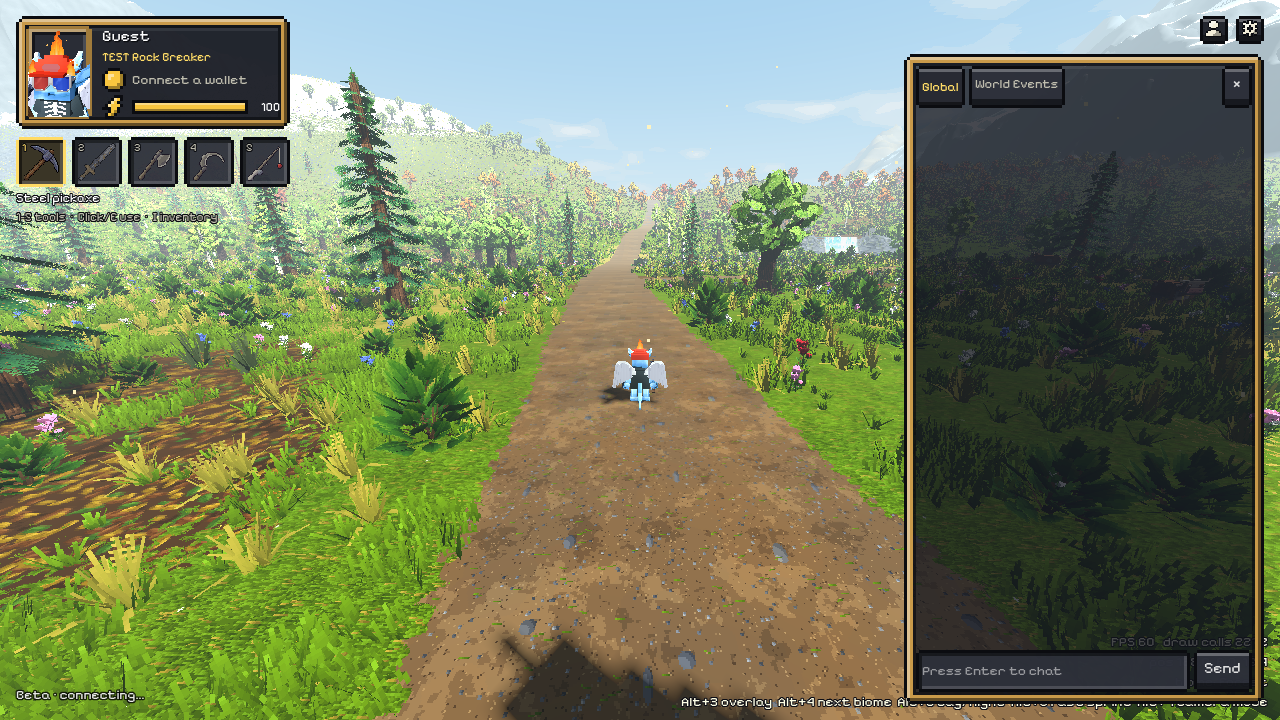 Guest
TEST Rock Breaker
Connect a wallet
100
1
2
3
4
5
Steel pickaxe
1-5 tools · Click/E use · I inventory
Global
World Events
×
FPS 60 draw calls 22
Press Enter to chat
Send
Beta · connecting...
Alt+3 overlay Alt+4 next biome